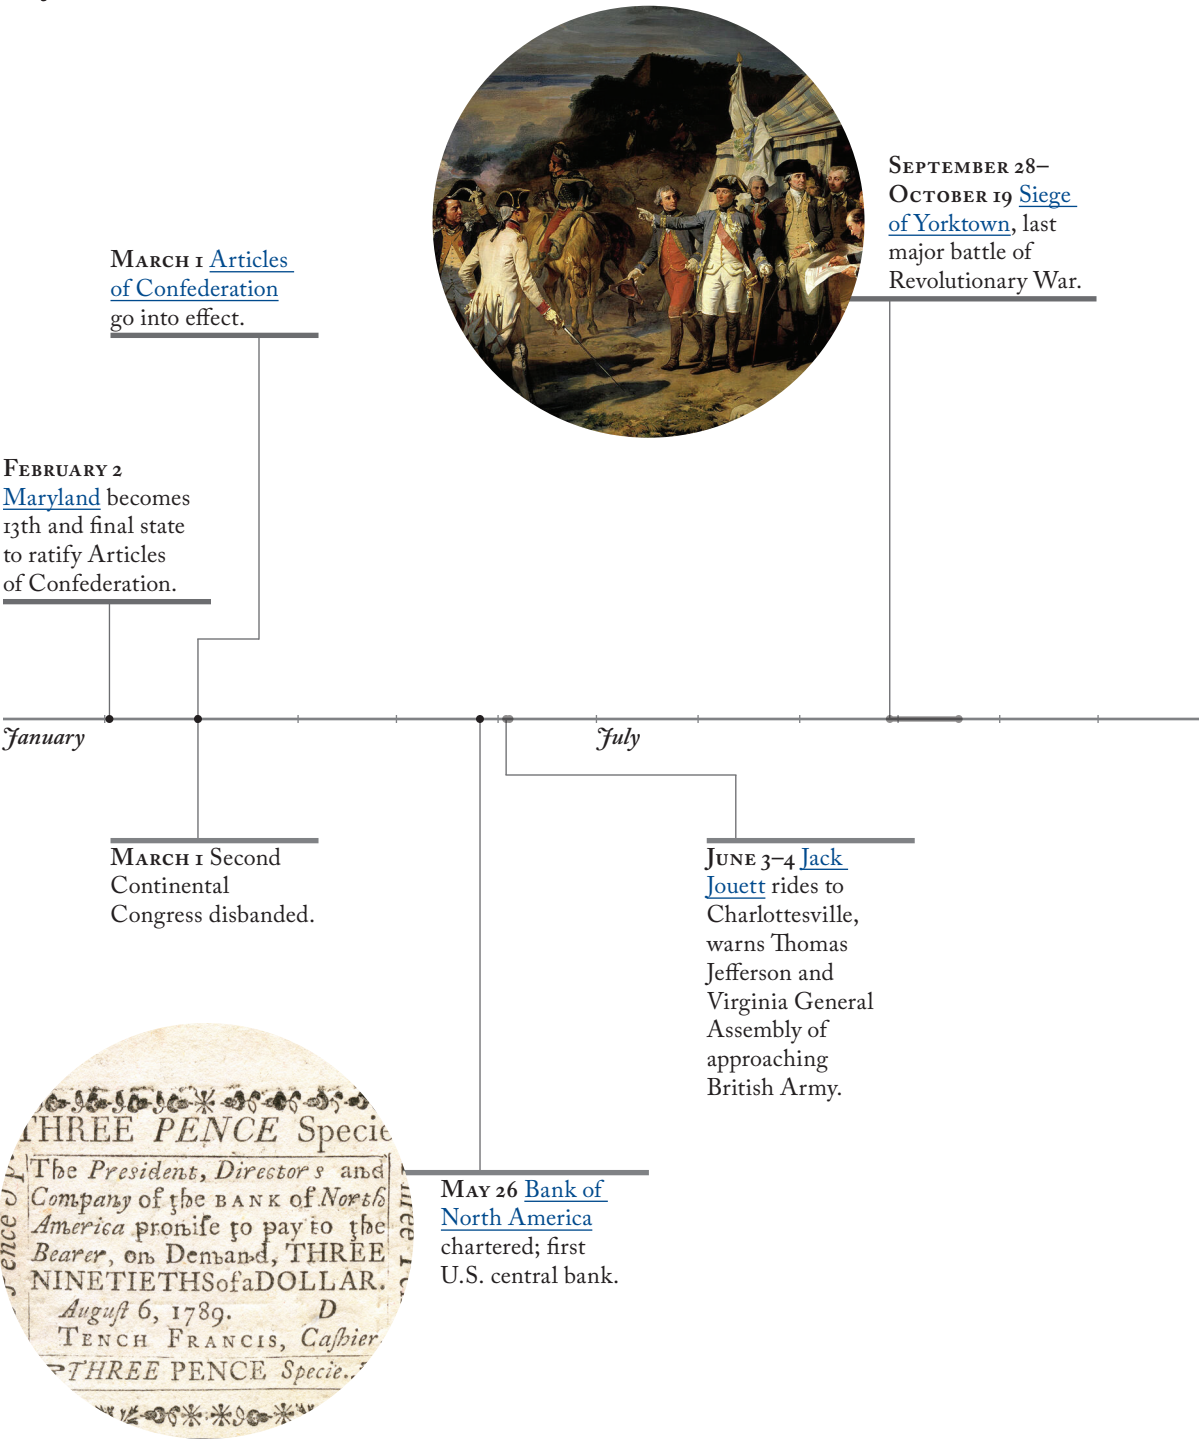 September 28–
October 19 Siege
of Yorktown, last
major battle of
Revolutionary War.
March 1 Articles
of Confederation
go into effect.
February 2
Maryland becomes
13th and final state
to ratify Articles
of Confederation.
January
July
March 1 Second
Continental
Congress disbanded.
June 3–4 Jack
Jouett rides to
Charlottesville,
warns Thomas
Jefferson and
Virginia General
Assembly of
approaching
British Army.
May 26 Bank of
North America
chartered; first
U.S. central bank.
THREE PENCE Specie
The President, Directors and
Company of the BANK of North
America promiſe to pay to the
Bearer, on Demand, THREE
NINETIETHS of a DOLLAR.
Auguſt 6, 1789. D
TENCH FRANCIS, Caſhier
THREE PENCE Specie.